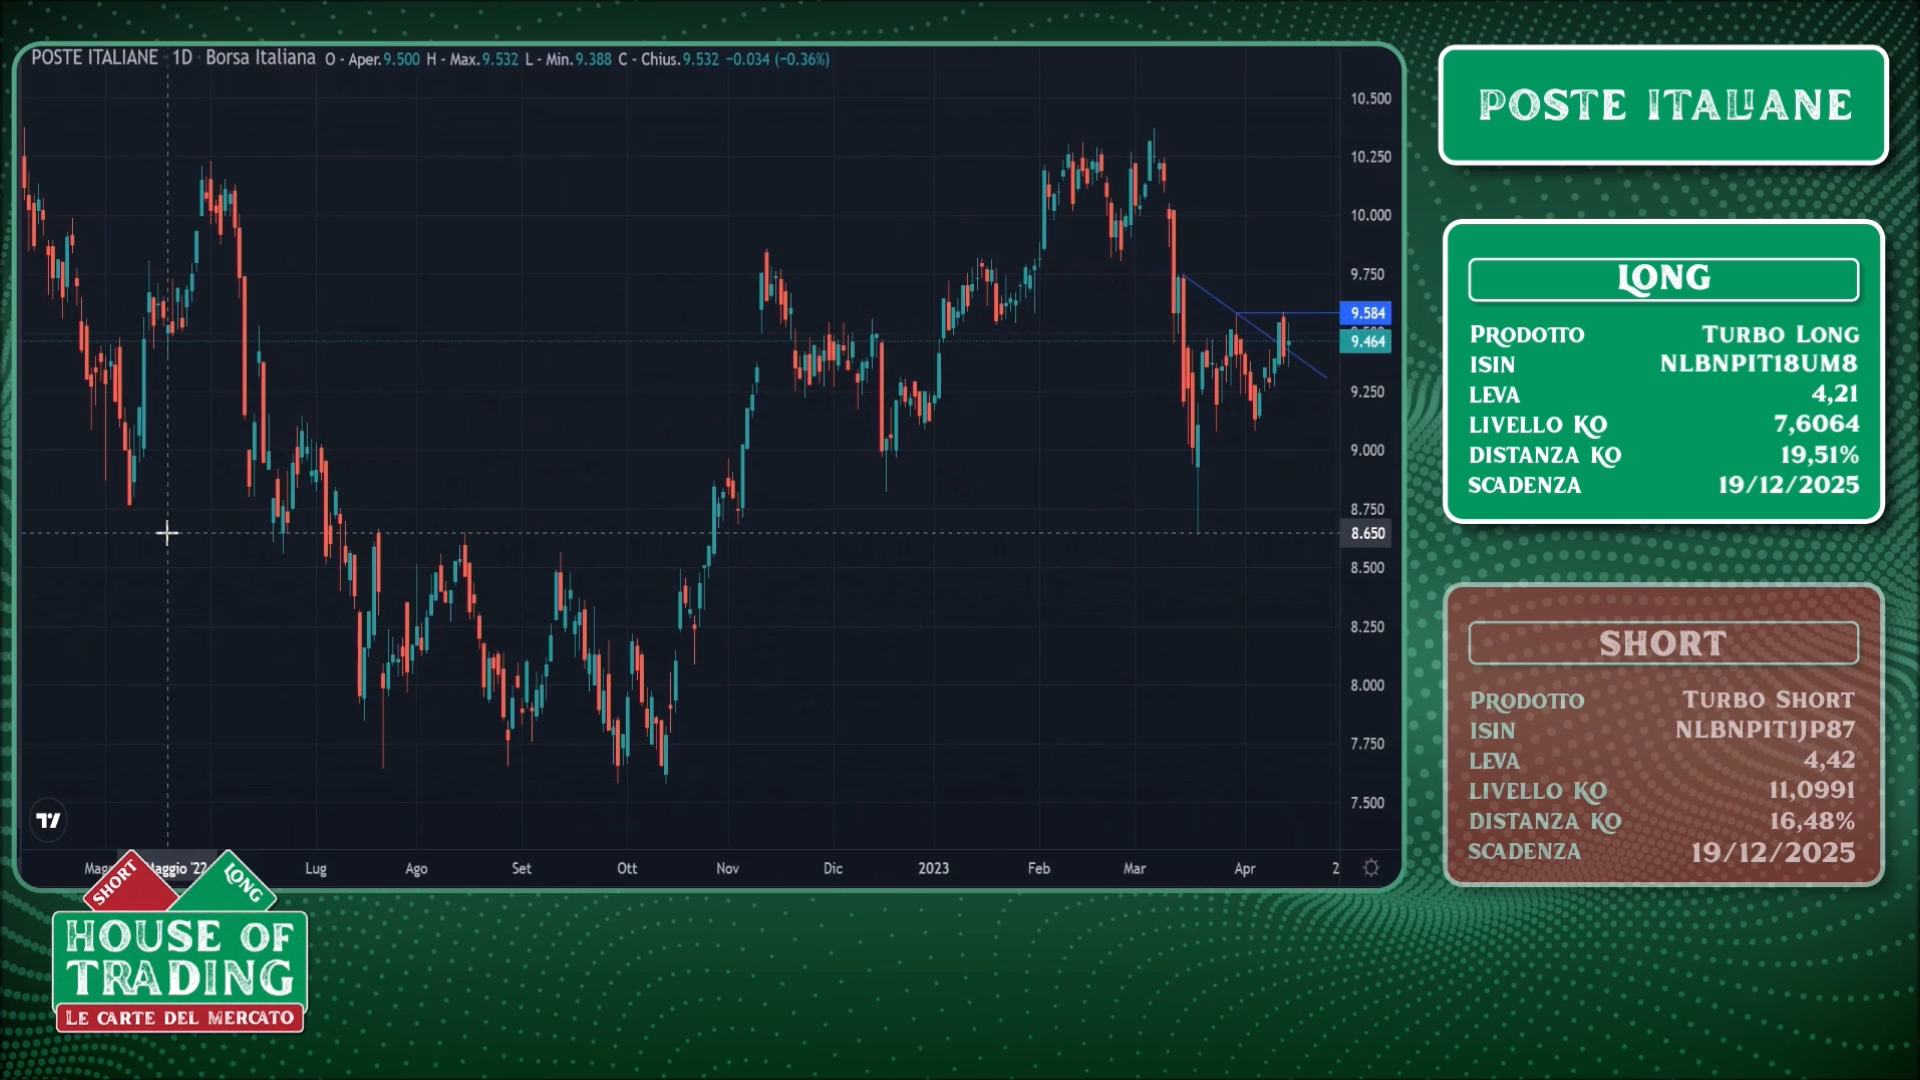 POSTE ITALIANE · 1D · Borsa Italiana O - Aper.9.500 H - Max.9.532 L - Min.9.388 C - Chius.9.532 −0.034 (−0.36%)
10.500
10.250
10.000
9.750
9.584
9.464
9.250
9.000
8.750
8.650
8.500
8.250
8.000
7.750
7.500
Lug Ago Set Ott Nov Dic 2023 Feb Mar Apr 2
SHORT
LONG
HOUSE OF
TRADING
LE CARTE DEL MERCATO
POSTE ITALIANE
LONG
PRODOTTO TURBO LONG
ISIN NLBNPIT18UM8
LEVA 4,21
LIVELLO KO 7,6064
DISTANZA KO 19,51%
SCADENZA 19/12/2025
SHORT
PRODOTTO TURBO SHORT
ISIN NLBNPIT1JP87
LEVA 4,42
LIVELLO KO 11,0991
DISTANZA KO 16,48%
SCADENZA 19/12/2025